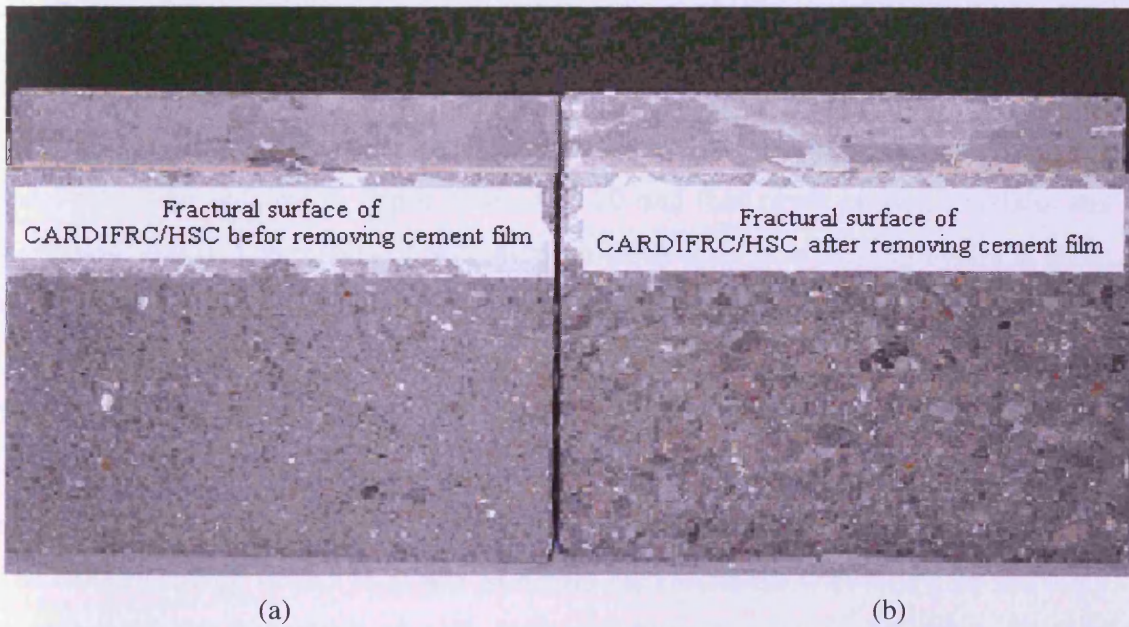 Fractural surface of
CARDIFRC/HSC befor removing cement film
Fractural surface of
CARDIFRC/HSC after removing cement film
(a)
(b)